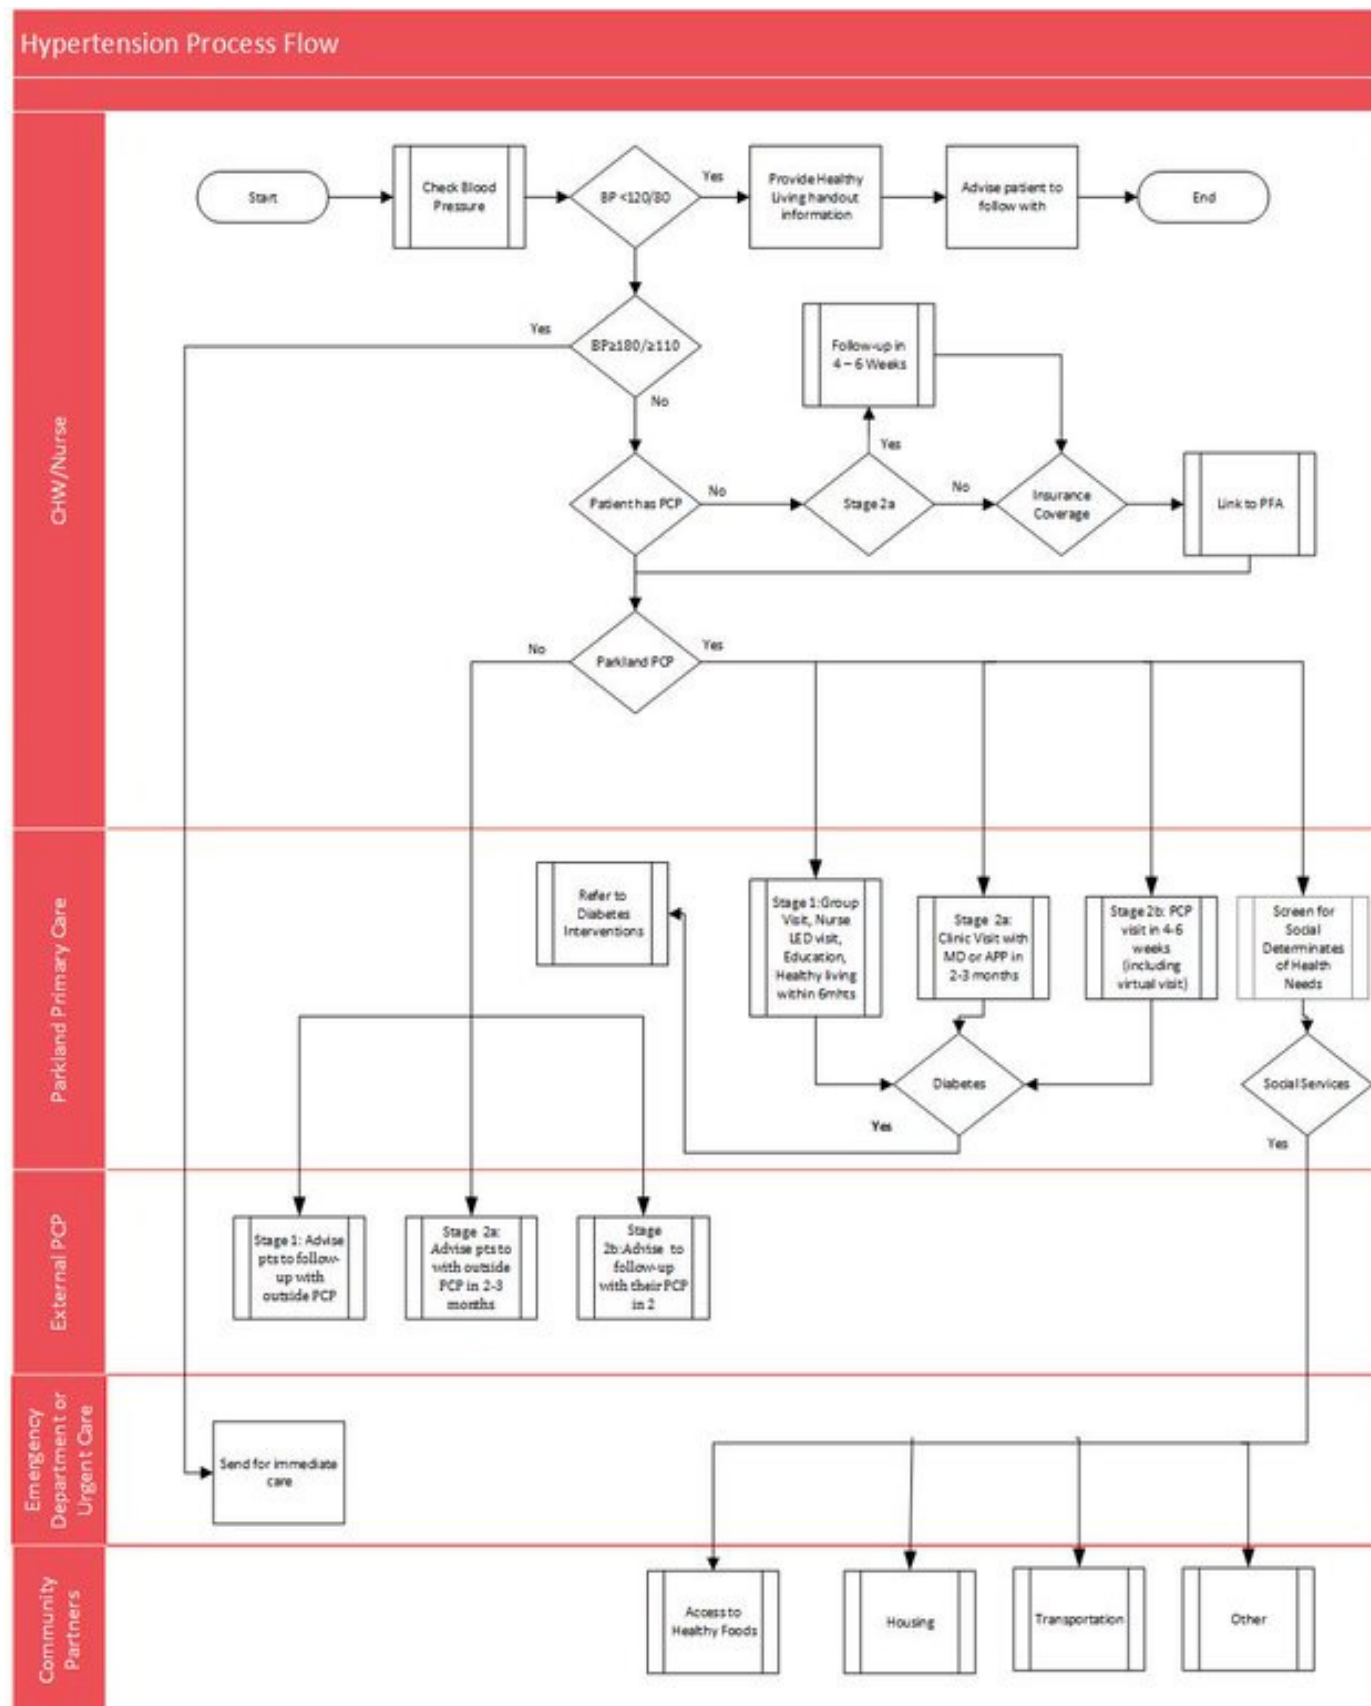 Hypertension Process Flow
CHW/Nurse
Start
Check Blood
Pressure
BP <120/80
Yes
Provide Healthy
Living handout
information
Advise patient to
follow with
End
Yes
BP≥180/≥110
No
Follow-up in
4 – 6 Weeks
Yes
Patient has PCP
No
Stage 2a
No
Insurance
Coverage
Link to PFA
No
Parkland PCP
Yes
Parkland Primary Care
Refer to
Diabetes
Interventions
Stage 1:Group
Visit, Nurse
LED visit,
Education,
Healthy living
within 6mhts
Stage 2a:
Clinic Visit with
MD or APP in
2-3 months
Stage 2b: PCP
visit in 4-6
weeks
(including
virtual visit)
Screen for
Social
Determinates
of Health
Needs
Diabetes
Yes
Social Services
Yes
External PCP
Stage 1: Advise
pts to follow-
up with
outside PCP
Stage 2a:
Advise pts to
with outside
PCP in 2-3
months
Stage
2b:Advise to
follow-up
with their PCP
in 2
Emergency
Department or
Urgent Care
Send for immediate
care
Community
Partners
Access to
Healthy Foods
Housing
Transportation
Other